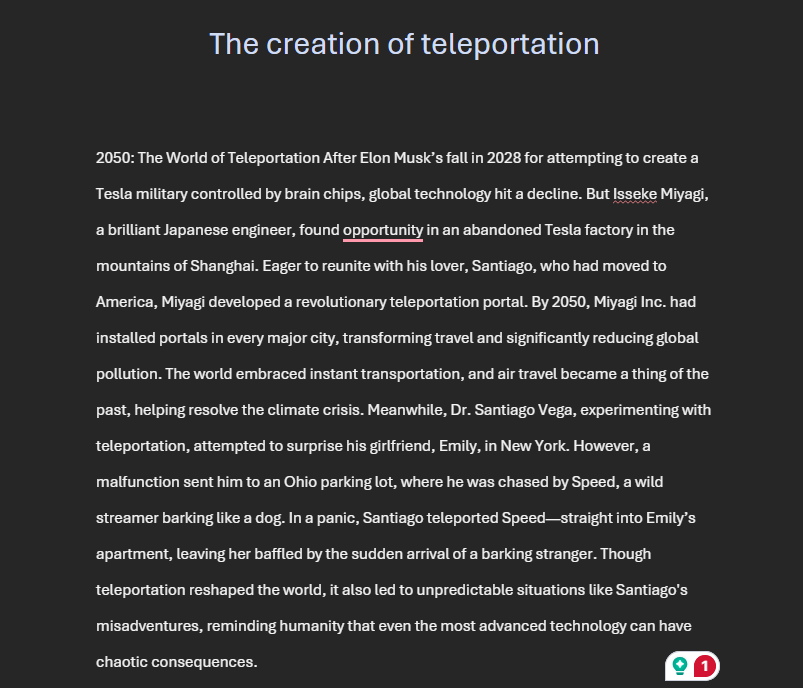 The creation of teleportation
2050: The World of Teleportation After Elon Musk’s fall in 2028 for attempting to create a
Tesla military controlled by brain chips, global technology hit a decline. But Isseke Miyagi,
a brilliant Japanese engineer, found opportunity in an abandoned Tesla factory in the
mountains of Shanghai. Eager to reunite with his lover, Santiago, who had moved to
America, Miyagi developed a revolutionary teleportation portal. By 2050, Miyagi Inc. had
installed portals in every major city, transforming travel and significantly reducing global
pollution. The world embraced instant transportation, and air travel became a thing of the
past, helping resolve the climate crisis. Meanwhile, Dr. Santiago Vega, experimenting with
teleportation, attempted to surprise his girlfriend, Emily, in New York. However, a
malfunction sent him to an Ohio parking lot, where he was chased by Speed, a wild
streamer barking like a dog. In a panic, Santiago teleported Speed—straight into Emily’s
apartment, leaving her baffled by the sudden arrival of a barking stranger. Though
teleportation reshaped the world, it also led to unpredictable situations like Santiago's
misadventures, reminding humanity that even the most advanced technology can have
chaotic consequences.
1